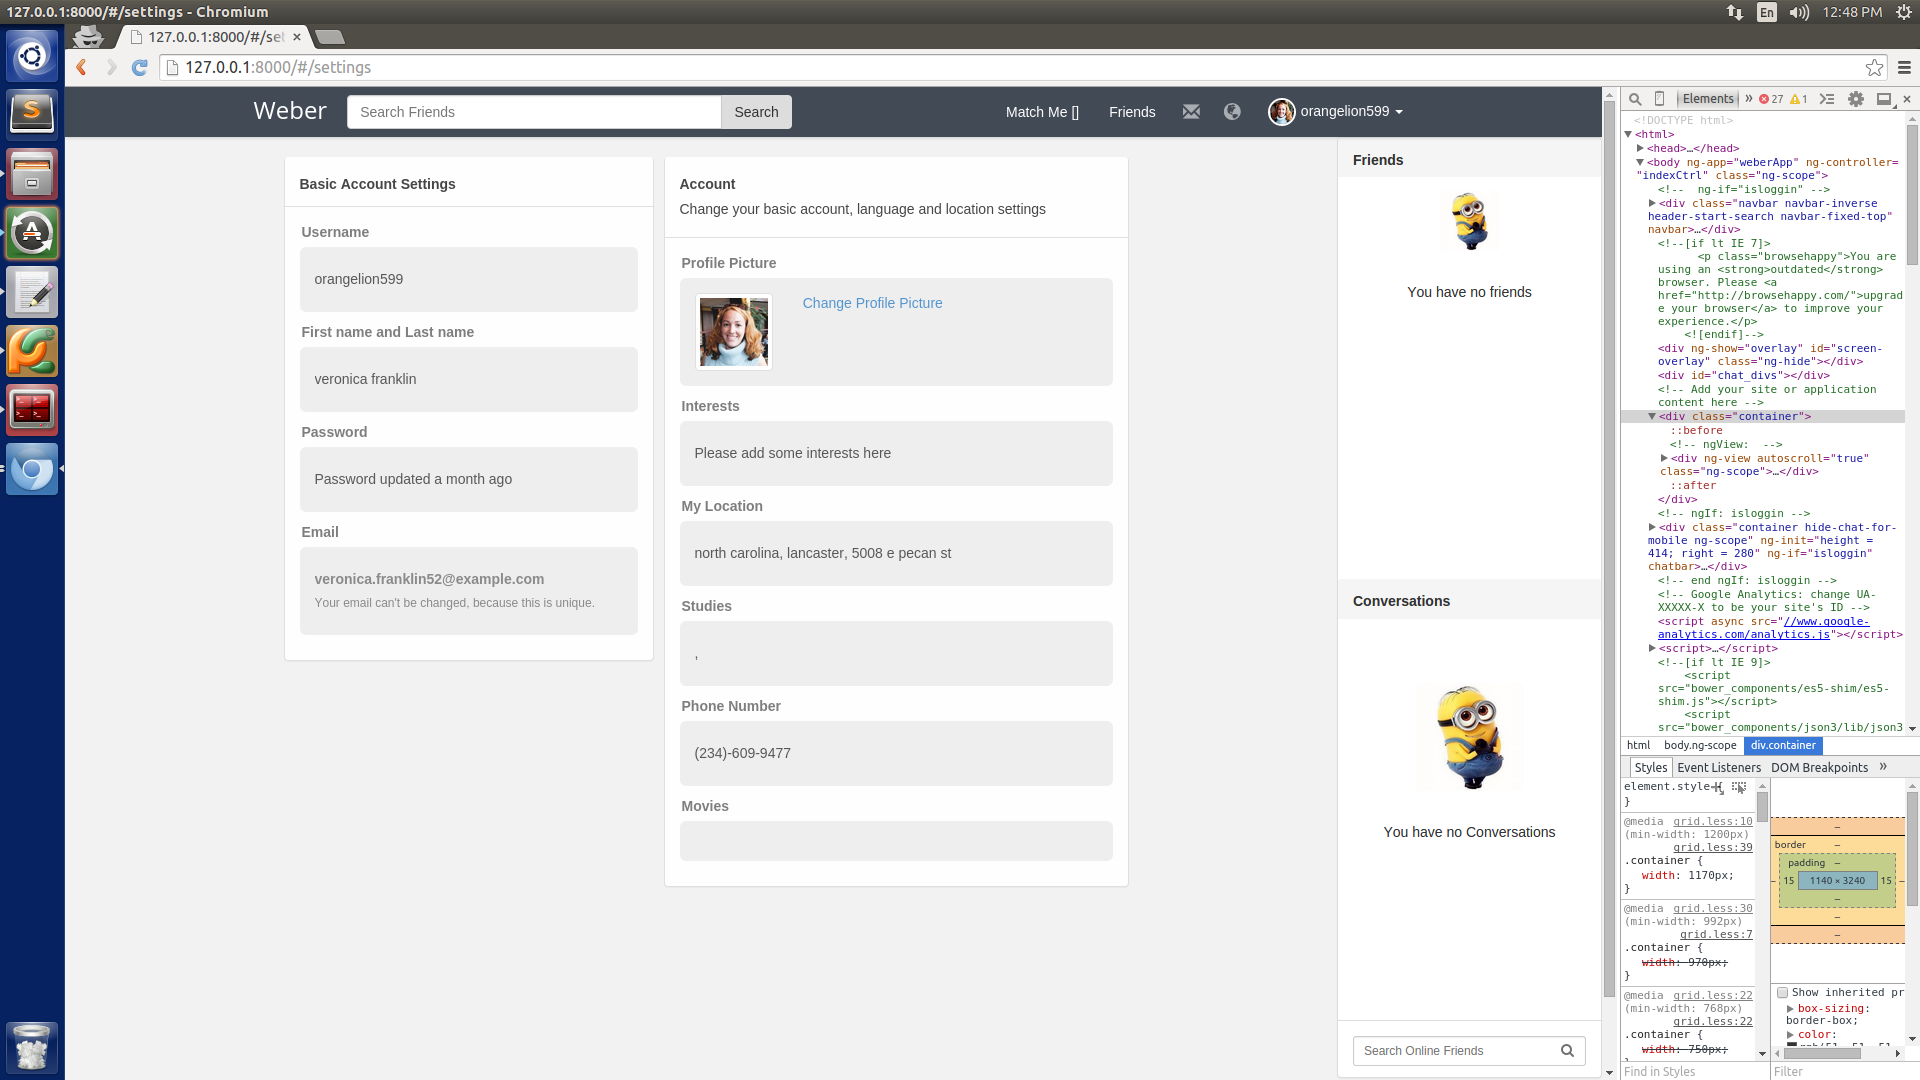 127.0.0.1:8000/#/settings - Chromium
En
12:48 PM
127.0.0.1:8000/#/set
127.0.0.1:8000/#/settings
Weber
Search Friends
Search
Match Me []
Friends
orangelion599
Basic Account Settings
Username
orangelion599
First name and Last name
veronica franklin
Password
Password updated a month ago
Email
veronica.franklin52@example.com
Your email can't be changed, because this is unique.
Account
Change your basic account, language and location settings
Profile Picture
Change Profile Picture
Interests
Please add some interests here
My Location
north carolina, lancaster, 5008 e pecan st
Studies
,
Phone Number
(234)-609-9477
Movies
Friends
You have no friends
Conversations
You have no Conversations
Search Online Friends
Elements » 27 1
<!DOCTYPE html>
<html>
<head>…</head>
<body ng-app="weberApp" ng-controller=
"indexCtrl" class="ng-scope">
<!--  ng-if="isloggin" -->
<div class="navbar navbar-inverse
header-start-search navbar-fixed-top"
navbar>…</div>
<!--[if lt IE 7]>
<p class="browsehappy">You are
using an <strong>outdated</strong>
browser. Please <a
href="http://browsehappy.com/">upgrad
e your browser</a> to improve your
experience.</p>
<![endif]-->
<div ng-show="overlay" id="screen-
overlay" class="ng-hide"></div>
<div id="chat_divs"></div>
<!-- Add your site or application
content here -->
<div class="container">
::before
<!-- ngView:  -->
<div ng-view autoscroll="true"
class="ng-scope">…</div>
::after
</div>
<!-- ngIf: isloggin -->
<div class="container hide-chat-for-
mobile ng-scope" ng-init="height =
414; right = 280" ng-if="isloggin"
chatbar>…</div>
<!-- end ngIf: isloggin -->
<!-- Google Analytics: change UA-
XXXXX-X to be your site's ID -->
<script async src="//www.google-
analytics.com/analytics.js"></script>
<script>…</script>
<!--[if lt IE 9]>
<script
src="bower_components/es5-shim/es5-
shim.js"></script>
<script
src="bower_components/json3/lib/json3
html body.ng-scope div.container
Styles Event Listeners DOM Breakpoints »
element.style
}
@media grid.less:10
(min-width: 1200px)
grid.less:39
.container {
width: 1170px;
}
@media grid.less:30
(min-width: 992px)
grid.less:7
.container {
width: 970px;
}
@media grid.less:22
(min-width: 768px)
grid.less:22
.container {
width: 750px;
Find in Styles
–
border –
padding –
– 15 1140 × 3240 15 –
–
–
–
Show inherited pr
box-sizing:
border-box;
color:
Filter